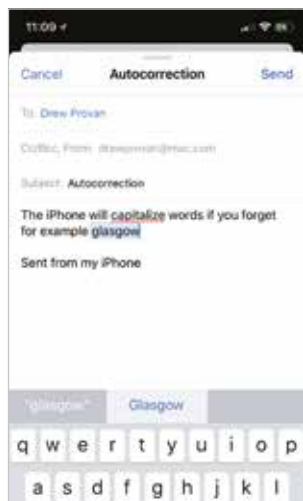 11:09
Cancel Autocorrection Send
To: Drew Provan
Cc/Bcc, From: drewprovan@mac.com
Subject: Autocorrection
The iPhone will capitalize words if you forget
for example glasgow
Sent from my iPhone
"glasgow" Glasgow
q w e r t y u i o p
a s d f g h j k l